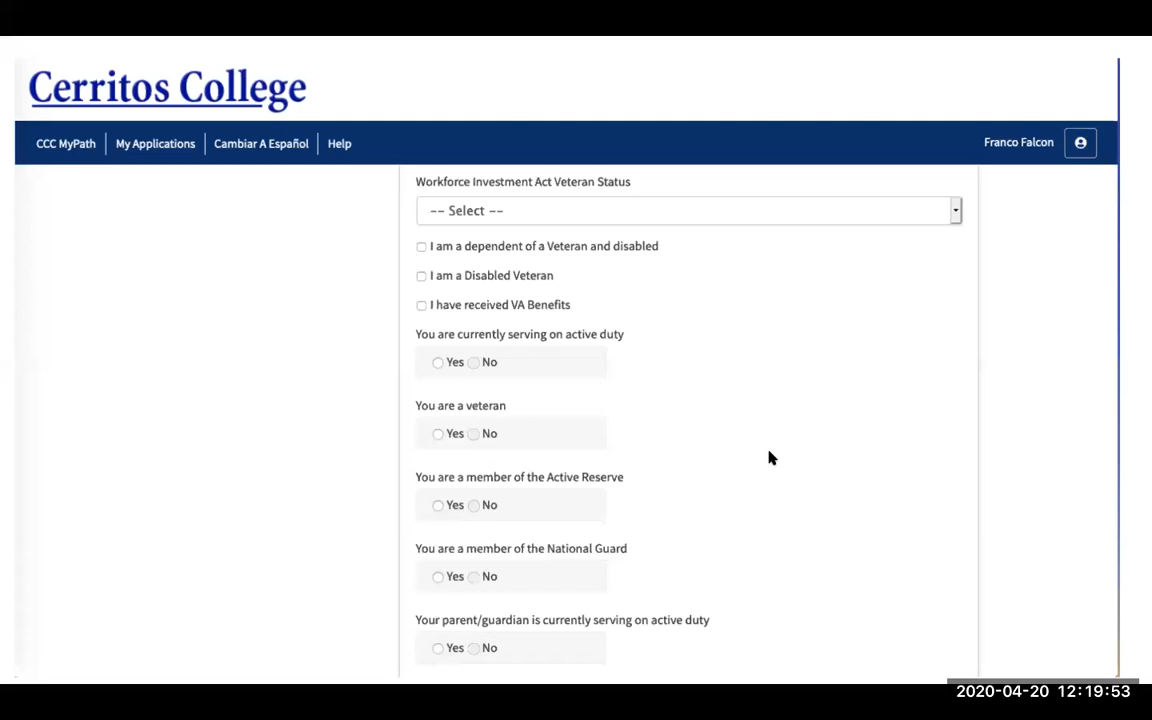 Cerritos College
CCC MyPath My Applications Cambiar A Español Help Franco Falcon
Workforce Investment Act Veteran Status
-- Select --
I am a dependent of a Veteran and disabled
I am a Disabled Veteran
I have received VA Benefits
You are currently serving on active duty
Yes No
You are a veteran
Yes No
You are a member of the Active Reserve
Yes No
You are a member of the National Guard
Yes No
Your parent/guardian is currently serving on active duty
Yes No
2020-04-20 12:19:53